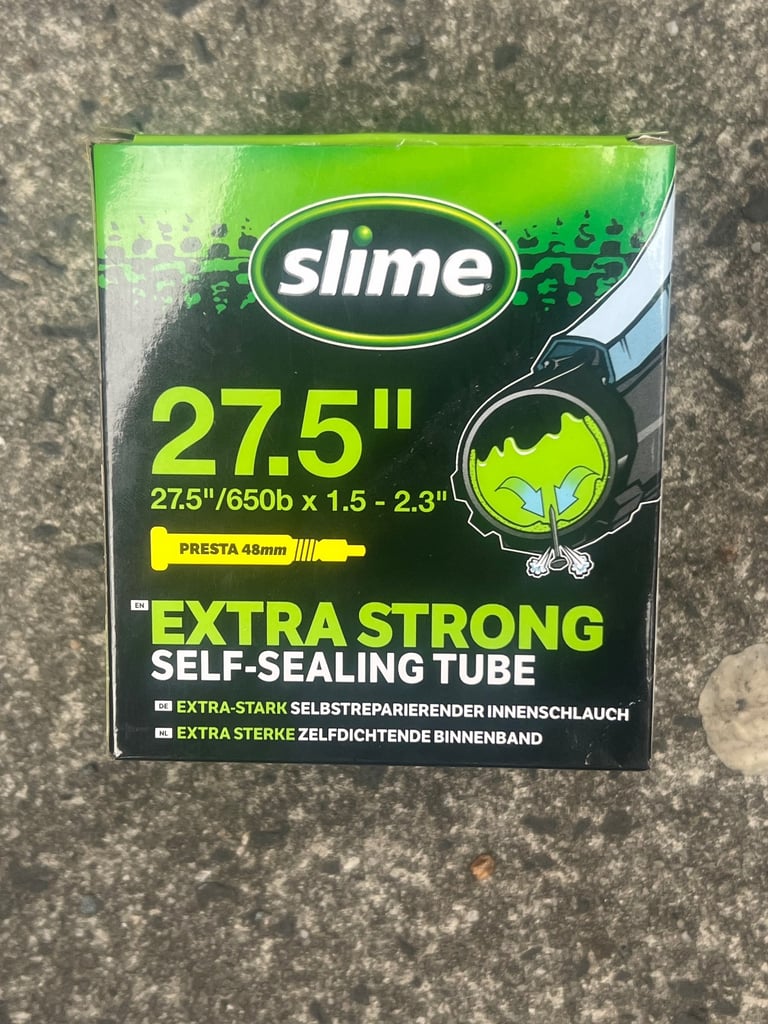 slime
27.5"
27.5"/650b x 1.5 - 2.3"
PRESTA 48mm
EN EXTRA STRONG
SELF-SEALING TUBE
DE EXTRA-STARK SELBSTREPARIERENDER INNENSCHLAUCH
NL EXTRA STERKE ZELFDICHTENDE BINNENBAND